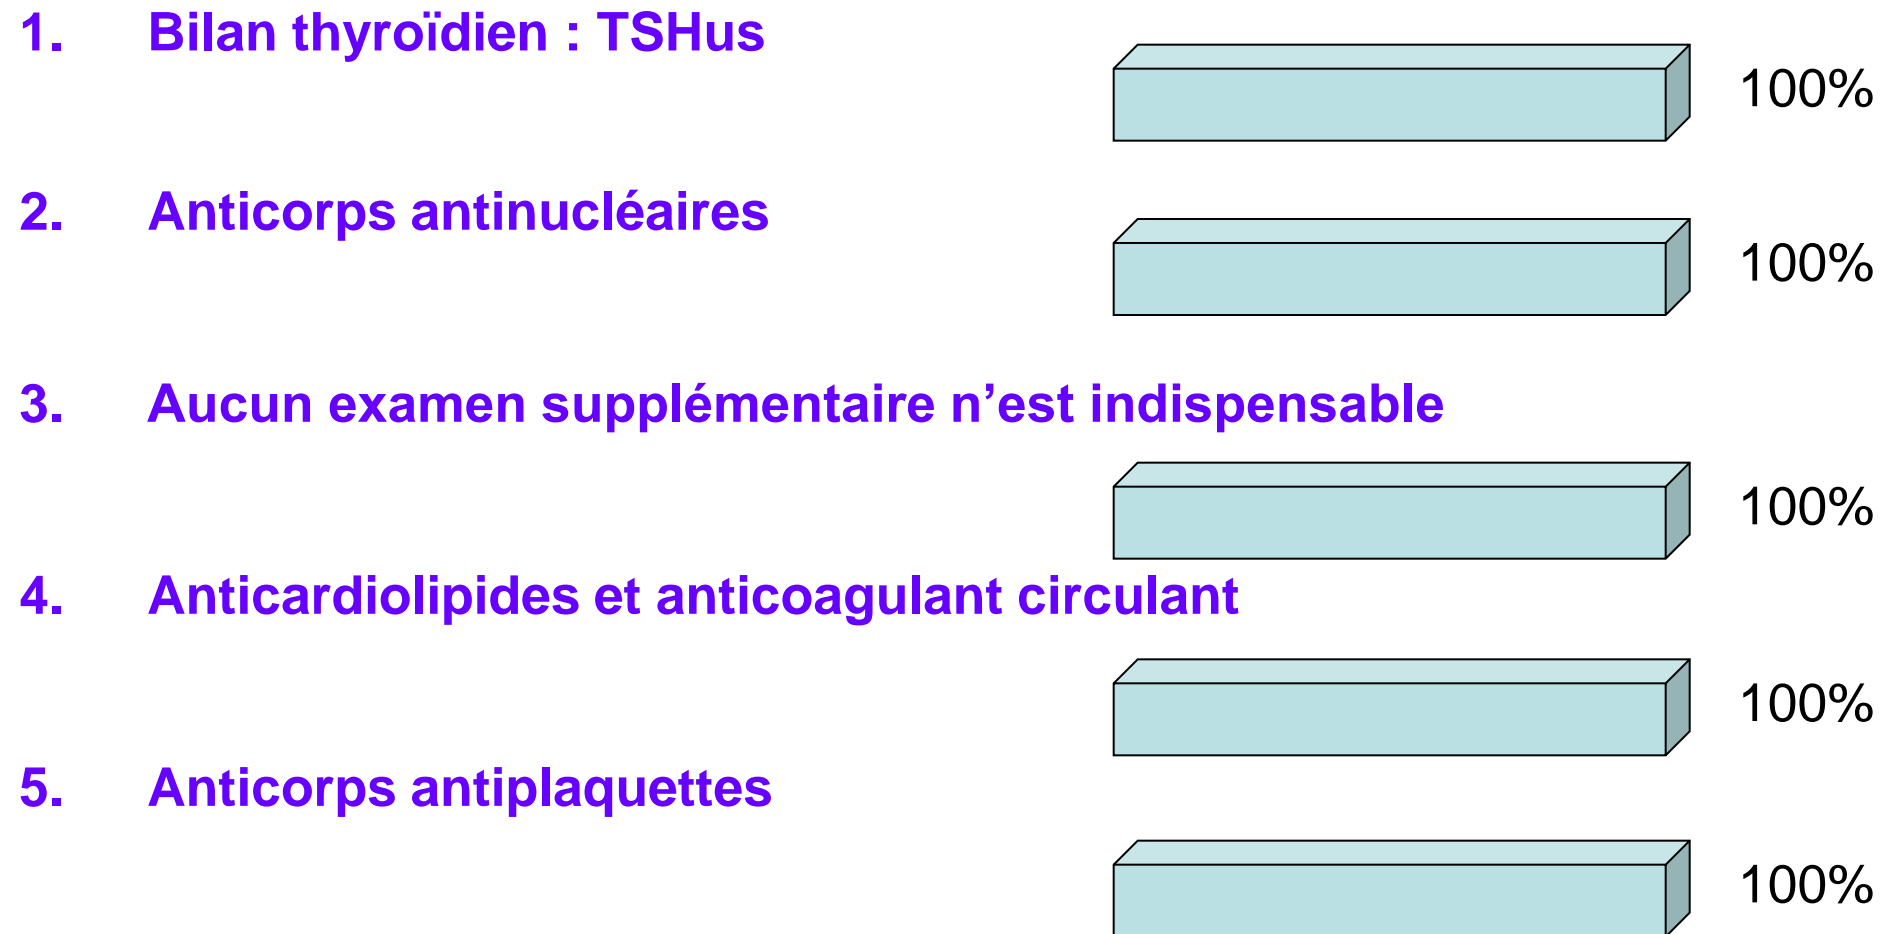 1. Bilan thyroïdien : TSHus
100%
2. Anticorps antinucléaires
100%
3. Aucun examen supplémentaire n’est indispensable
100%
4. Anticardiolipides et anticoagulant circulant
100%
5. Anticorps antiplaquettes
100%